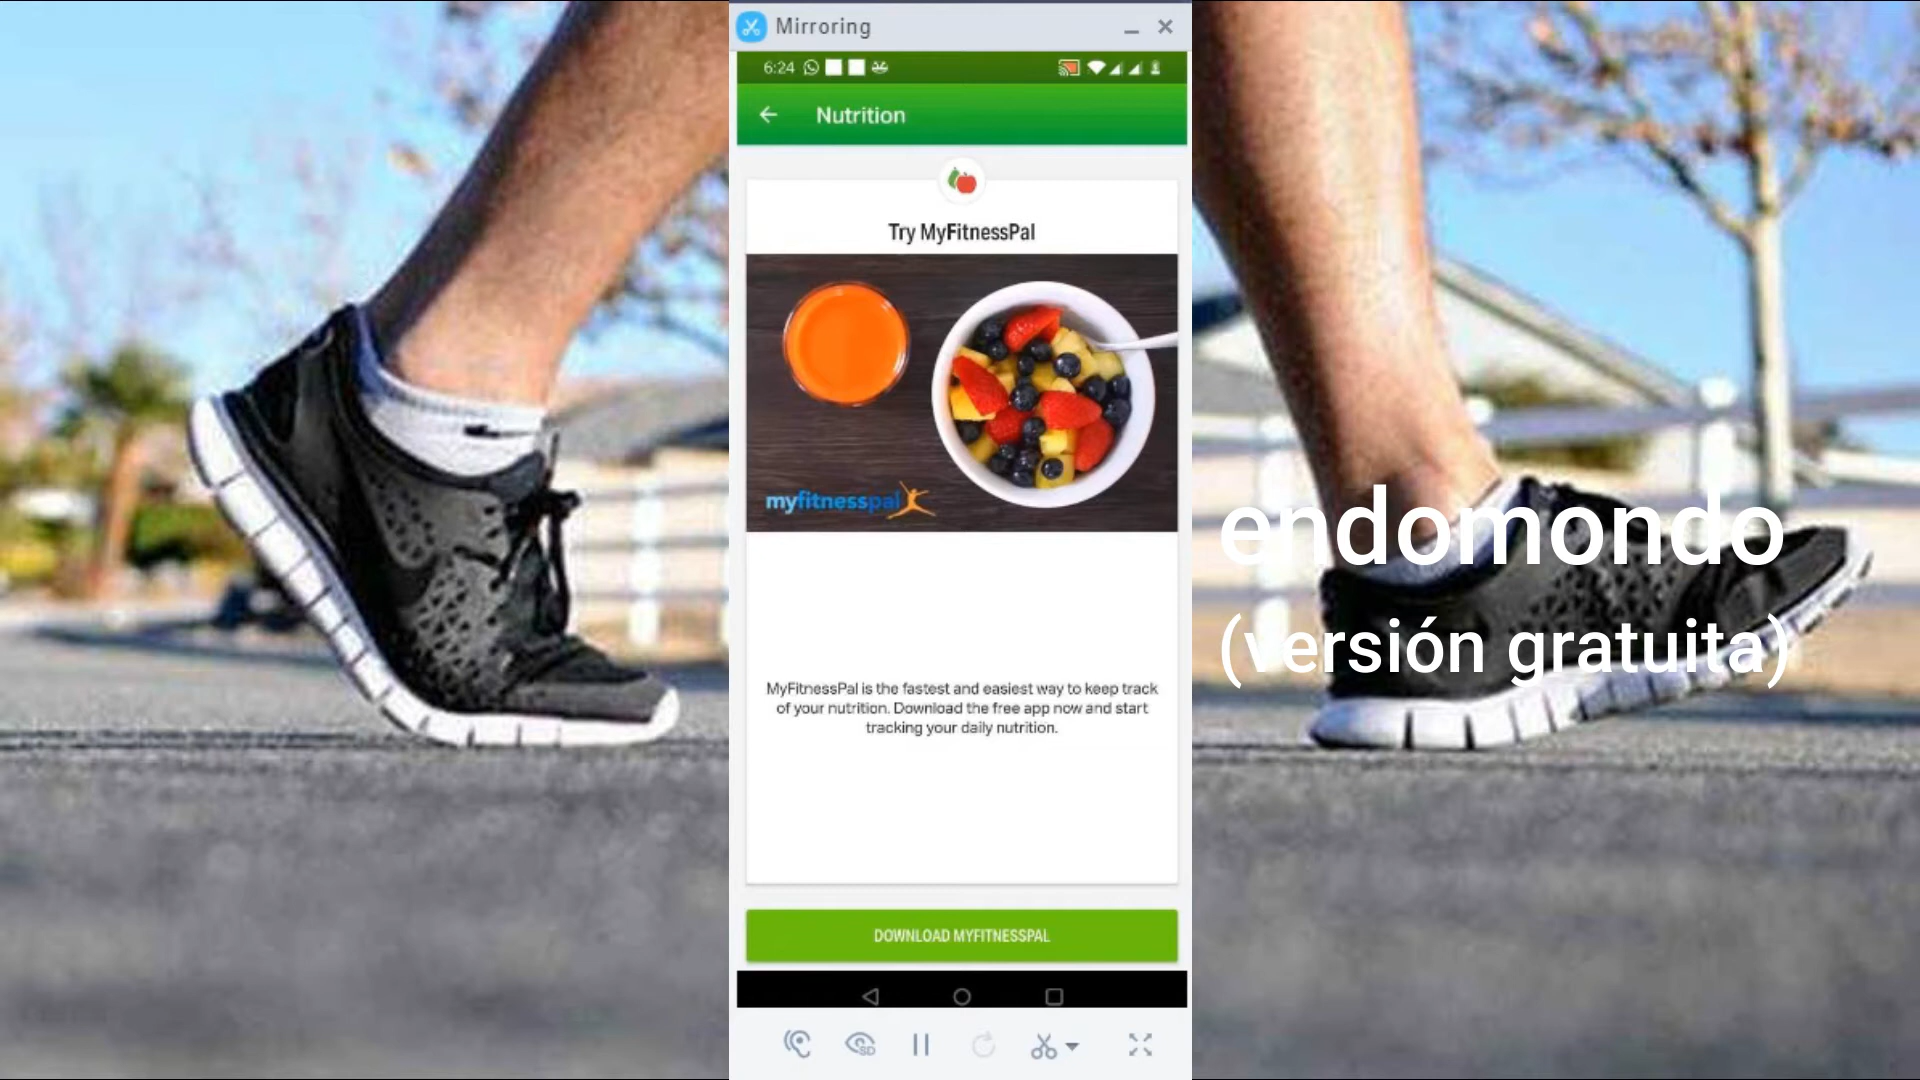 Mirroring
6:24
Nutrition
Try MyFitnessPal
myfitnesspal
MyFitnessPal is the fastest and easiest way to keep track
of your nutrition. Download the free app now and start
tracking your daily nutrition.
DOWNLOAD MYFITNESSPAL
SD
endomondo
(versión gratuita)